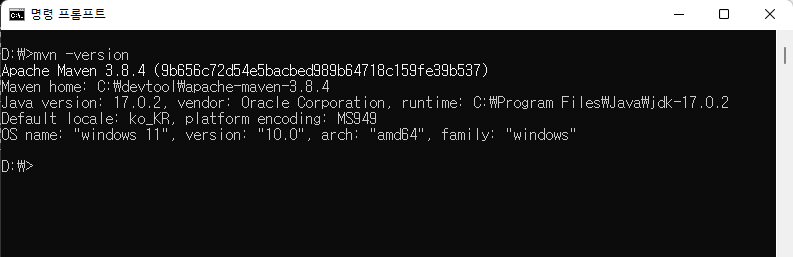 명령 프롬프트
D:\>mvn -version
Apache Maven 3.8.4 (9b656c72d54e5bacbed989b64718c159fe39b537)
Maven home: C:\devtool\apache-maven-3.8.4
Java version: 17.0.2, vendor: Oracle Corporation, runtime: C:\Program Files\Java\jdk-17.0.2
Default locale: ko_KR, platform encoding: MS949
OS name: "windows 11", version: "10.0", arch: "amd64", family: "windows"
D:\>